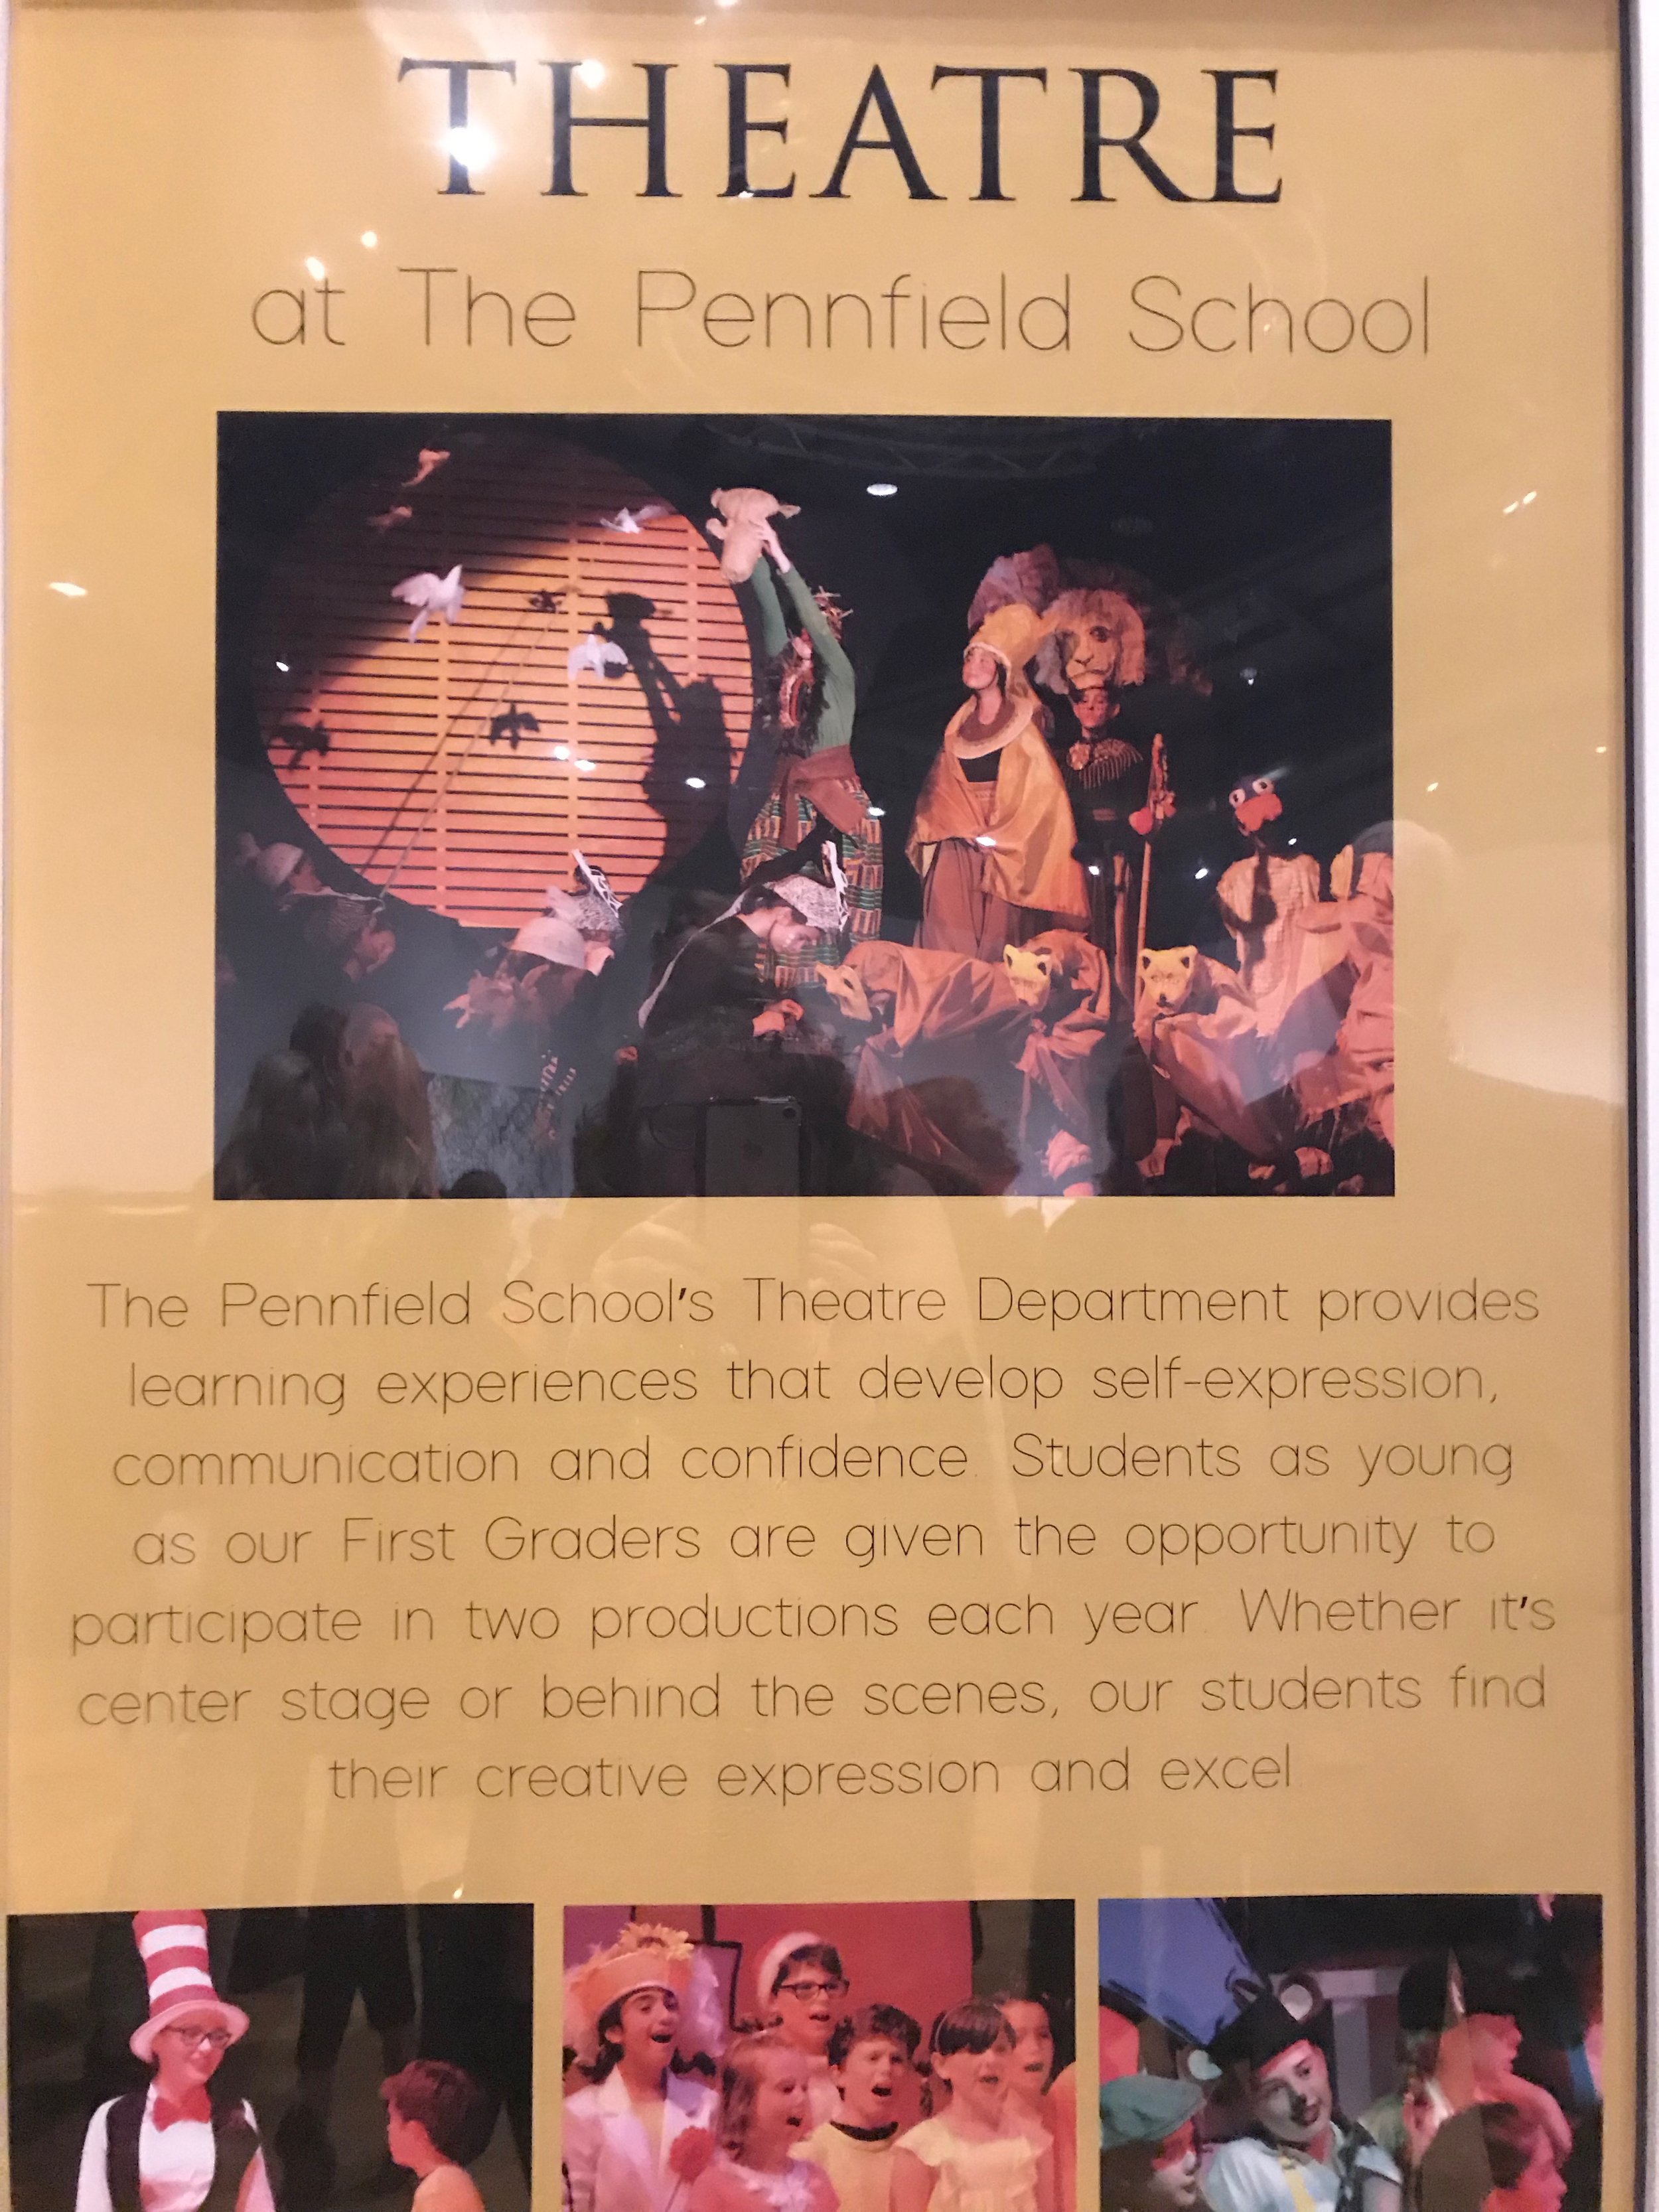 THEATRE
at The Pennfield School
The Pennfield School's Theatre Department provides
learning experiences that develop self-expression,
communication and confidence. Students as young
as our First Graders are given the opportunity to
participate in two productions each year. Whether it's
center stage or behind the scenes, our students find
their creative expression and excel